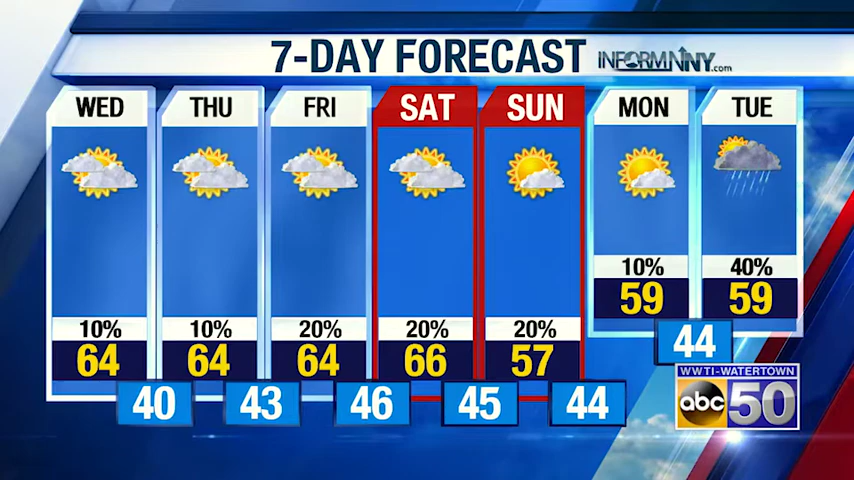 7-DAY FORECAST INFORMNNY.com
WED THU FRI SAT SUN MON TUE
10% 40%
59 59
10% 10% 20% 20% 20%
64 64 64 66 57
44
40 43 46 45 44
WWTI-WATERTOWN
abc 50